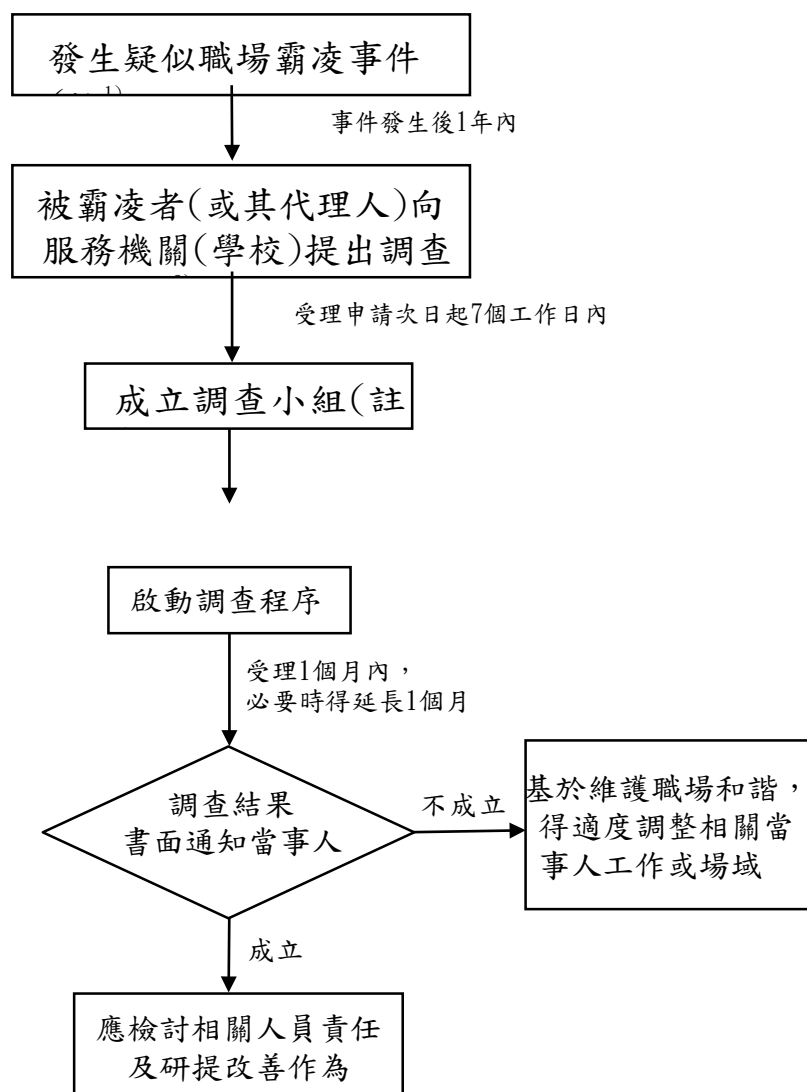 發生疑似職場霸凌事件
事件發生後1年內
被霸凌者(或其代理人)向
服務機關(學校)提出調查
受理申請次日起7個工作日內
成立調查小組(註
啟動調查程序
受理1個月內，
必要時得延長1個月
調查結果
書面通知當事人
不成立
基於維護職場和諧，
得適度調整相關當
事人工作或場域
成立
應檢討相關人員責任
及研提改善作為